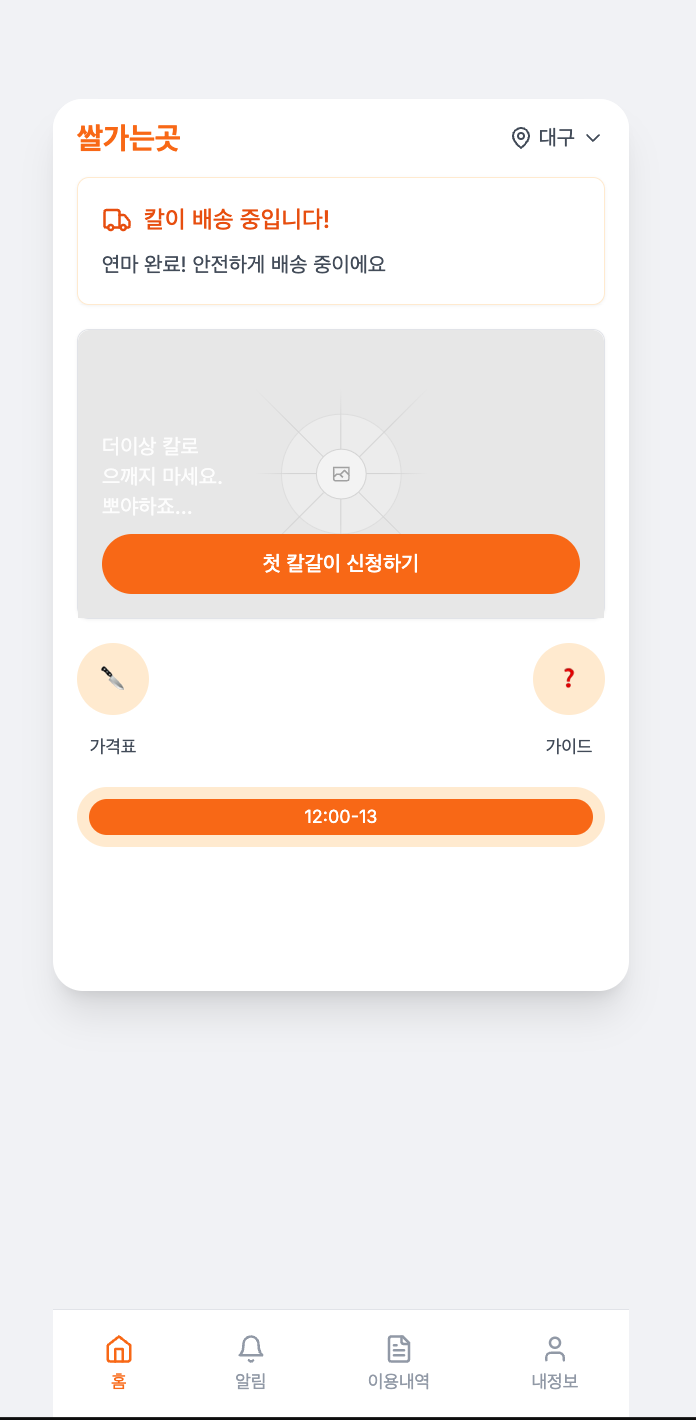 쓸가는곳
대구
칼이 배송 중입니다!
연마 완료! 안전하게 배송 중이에요
더이상 칼로
으깨지 마세요.
뽀야하죠...
첫 칼갈이 신청하기
?
가격표
가이드
12:00-13
홈
알림
이용내역
내정보